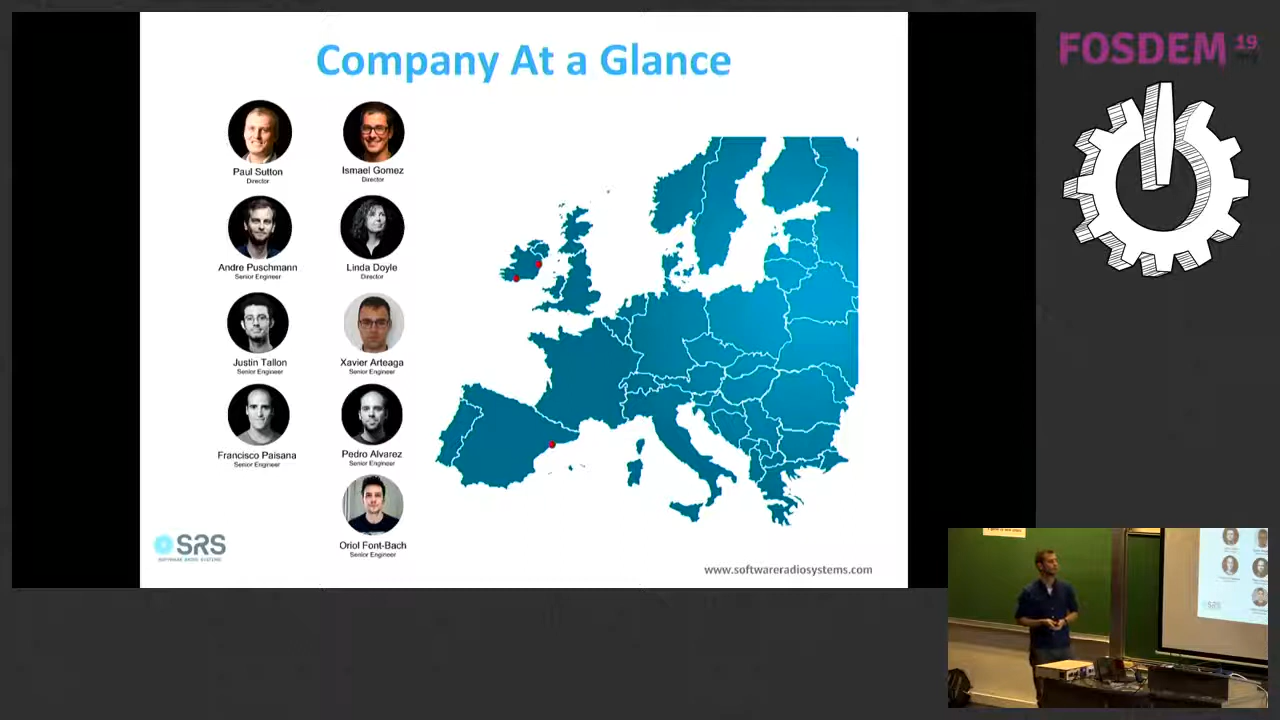 Company At a Glance
FOSDEM 19
Paul Sutton
Director
Ismael Gomez
Director
Andre Puschmann
Senior Engineer
Linda Doyle
Director
Justin Tallon
Senior Engineer
Xavier Arteaga
Senior Engineer
Francisco Paisana
Senior Engineer
Pedro Alvarez
Senior Engineer
Oriol Font-Bach
Senior Engineer
SRS
SOFTWARE RADIO SYSTEMS
www.softwareradiosystems.com
SRS